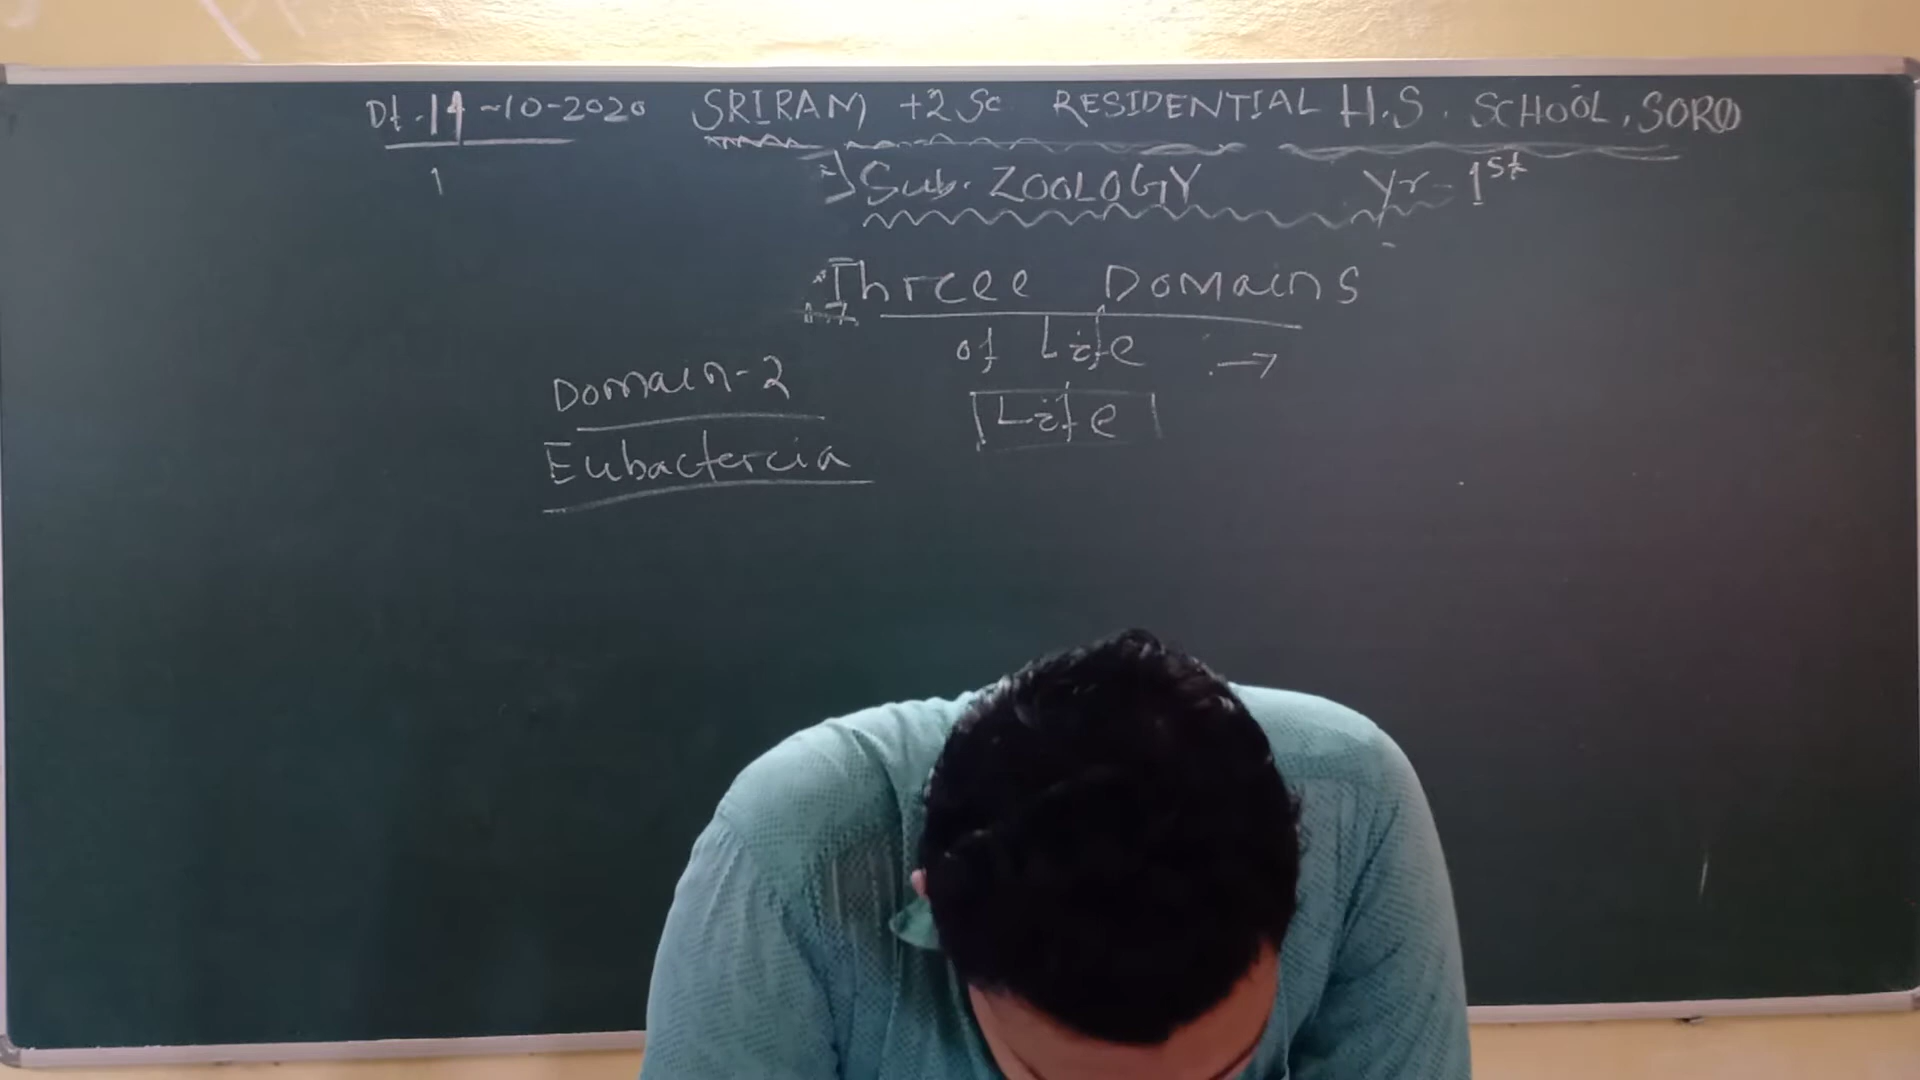 Dt. 14-10-2020 SRIRAM +2 Sc RESIDENTIAL H.S. SCHOOL, SORO
1
⇒ Sub. ZOOLOGY Yr - 1st
Three Domains
of Life :→
Life
Domain-2
Eubacteria